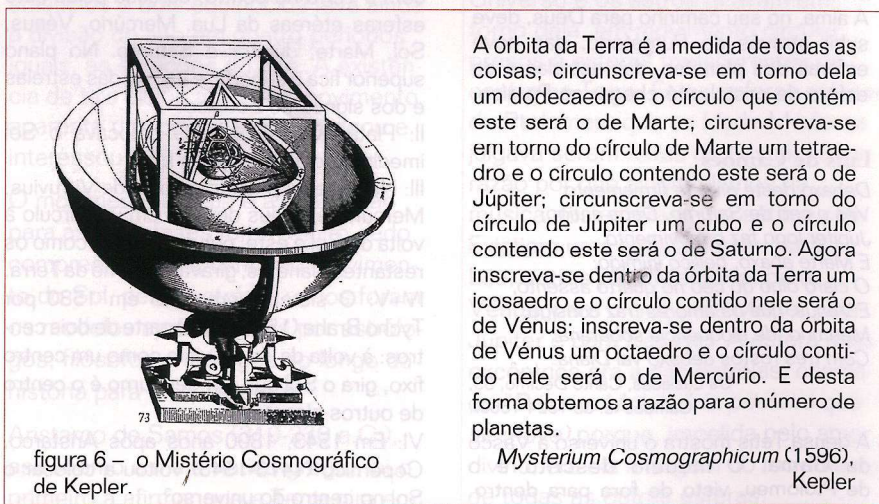 73
figura 6 – o Mistério Cosmográfico
de Kepler.
A órbita da Terra é a medida de todas as
coisas; circunscreva-se em torno dela
um dodecaedro e o círculo que contém
este será o de Marte; circunscreva-se
em torno do círculo de Marte um tetrae-
dro e o círculo contendo este será o de
Júpiter; circunscreva-se em torno do
círculo de Júpiter um cubo e o círculo
contendo este será o de Saturno. Agora
inscreva-se dentro da órbita da Terra um
icosaedro e o círculo contido nele será o
de Vénus; inscreva-se dentro da órbita
de Vénus um octaedro e o círculo conti-
do nele será o de Mercúrio. E desta
forma obtemos a razão para o número de
planetas.
Mysterium Cosmographicum (1596),
Kepler